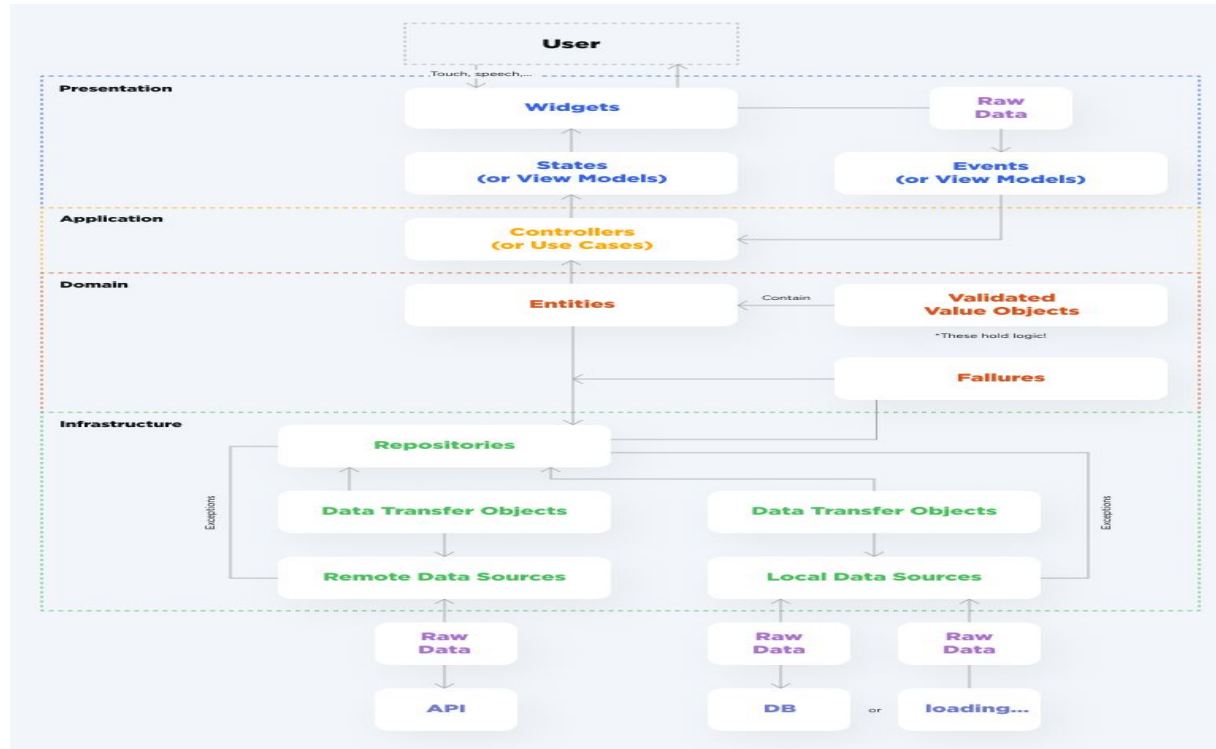 User
Touch, speech,...
Presentation
Widgets
Raw
Data
States
(or View Models)
Events
(or View Models)
Application
Controllers
(or Use Cases)
Domain
Entities
Contain
Validated
Value Objects
*These hold logic!
Failures
Infrastructure
Repositories
Exceptions
Exceptions
Data Transfer Objects
Data Transfer Objects
Remote Data Sources
Local Data Sources
Raw
Data
Raw
Data
Raw
Data
API
DB
or
loading...